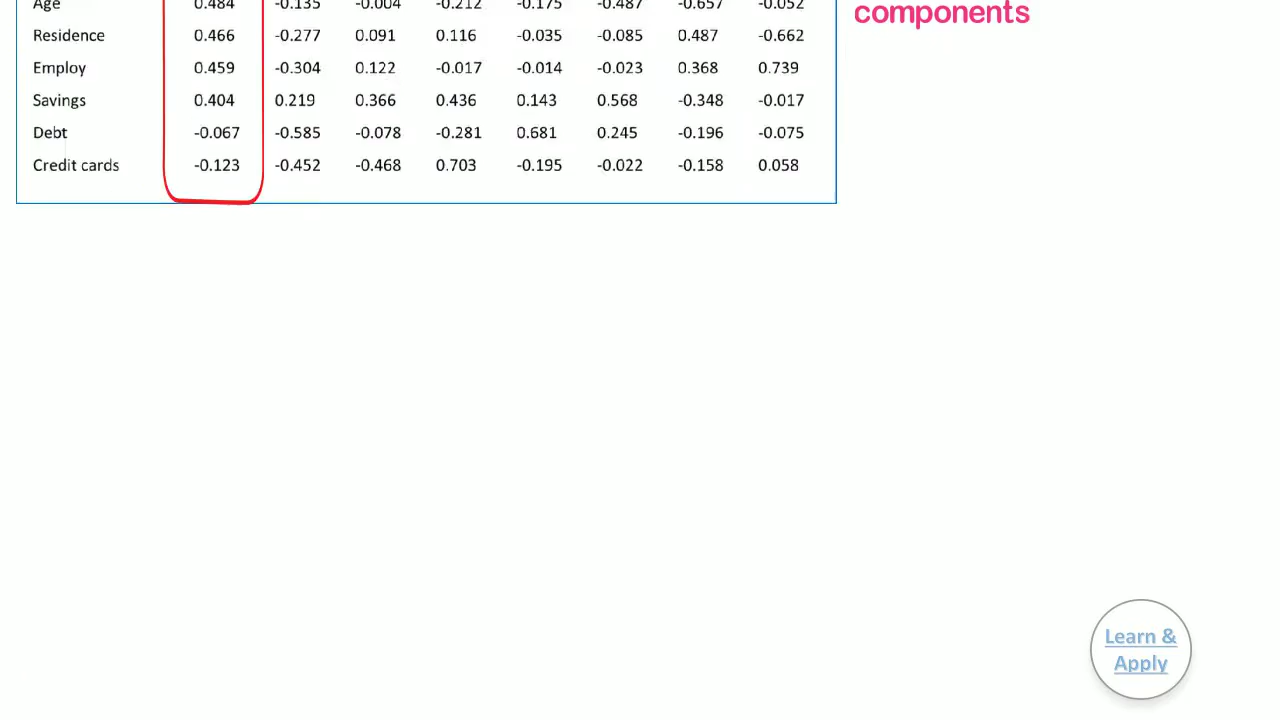 Age 0.484 -0.135 -0.004 -0.212 -0.175 -0.487 -0.657 -0.052
components
Residence 0.466 -0.277 0.091 0.116 -0.035 -0.085 0.487 -0.662
Employ 0.459 -0.304 0.122 -0.017 -0.014 -0.023 0.368 0.739
Savings 0.404 0.219 0.366 0.436 0.143 0.568 -0.348 -0.017
Debt -0.067 -0.585 -0.078 -0.281 0.681 0.245 -0.196 -0.075
Credit cards -0.123 -0.452 -0.468 0.703 -0.195 -0.022 -0.158 0.058
Learn &
Apply